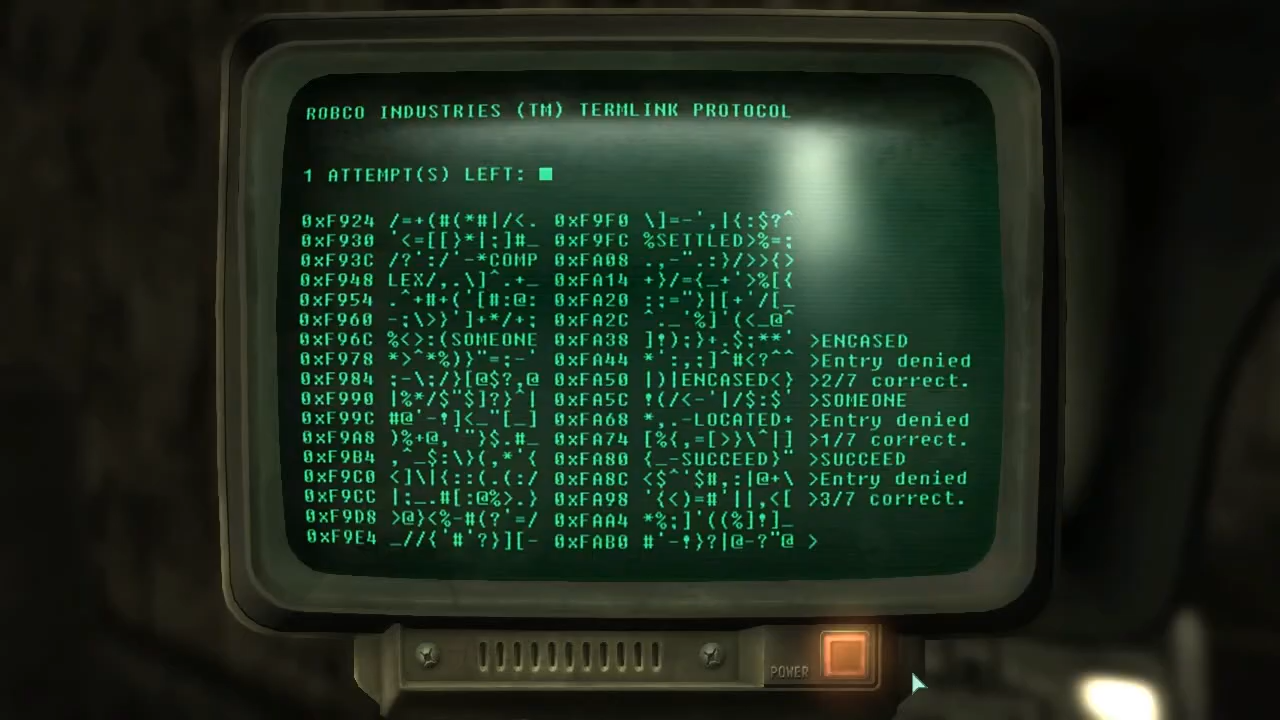 ROBCO INDUSTRIES (TM) TERMLINK PROTOCOL
1 ATTEMPT(S) LEFT:
0xF924 /=+(#(*#|/<. 0xF9F0 \]=-',|{:$?^
0xF930 '<=[[}*|;]#_ 0xF9FC %SETTLED>%=;
0xF93C /?':/'-*COMP 0xFA08 .,-".:}/>>{>
0xF948 LEX/,.\]^.+_ 0xFA14 +}/={_+'>%[{
0xF954 .^+#+('[#:@: 0xFA20 :;="}|[+'/[_
0xF960 -;\>}']+*/+; 0xFA2C ^._'%]'(<_@^
0xF96C %<>:(SOMEONE 0xFA38 ]!);}+.$;**' >ENCASED
0xF978 *>^*%)}"=;-' 0xFA44 *':,;]^#<?^^ >Entry denied
0xF984 ;-\;/}[@$?,@ 0xFA50 |)|ENCASED<} >2/7 correct.
0xF990 |%*/$"$]?}^| 0xFA5C !(/<-'|/$:$' >SOMEONE
0xF99C #@'-!]<_"[_] 0xFA68 *,.-LOCATED+ >Entry denied
0xF9A8 )%+@,'"}$.#_ 0xFA74 [%{,=[>}\^|] >1/7 correct.
0xF9B4 ,^_$:\}(,*'{ 0xFA80 {_-SUCCEED}" >SUCCEED
0xF9C0 <]\|{::(.(:/ 0xFA8C <$^'$#,:|@+\ >Entry denied
0xF9CC |;_.#[:@%>.} 0xFA98 '{<)=#'||,<[ >3/7 correct.
0xF9D8 >@}<%-#(?'=/ 0xFAA4 *%;]'((%]!]_
0xF9E4 _//{'#'?}][- 0xFAB0 #'-!}?|@-?"@ >
POWER